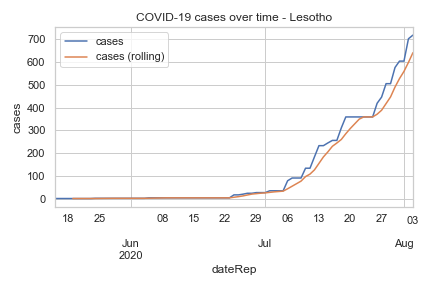 COVID-19 cases over time - Lesotho
cases
cases (rolling)
700
600
500
400
300
200
100
0
cases
18 25 08 15 22 29 06 13 20 27 03
Jun Jul Aug
2020
dateRep